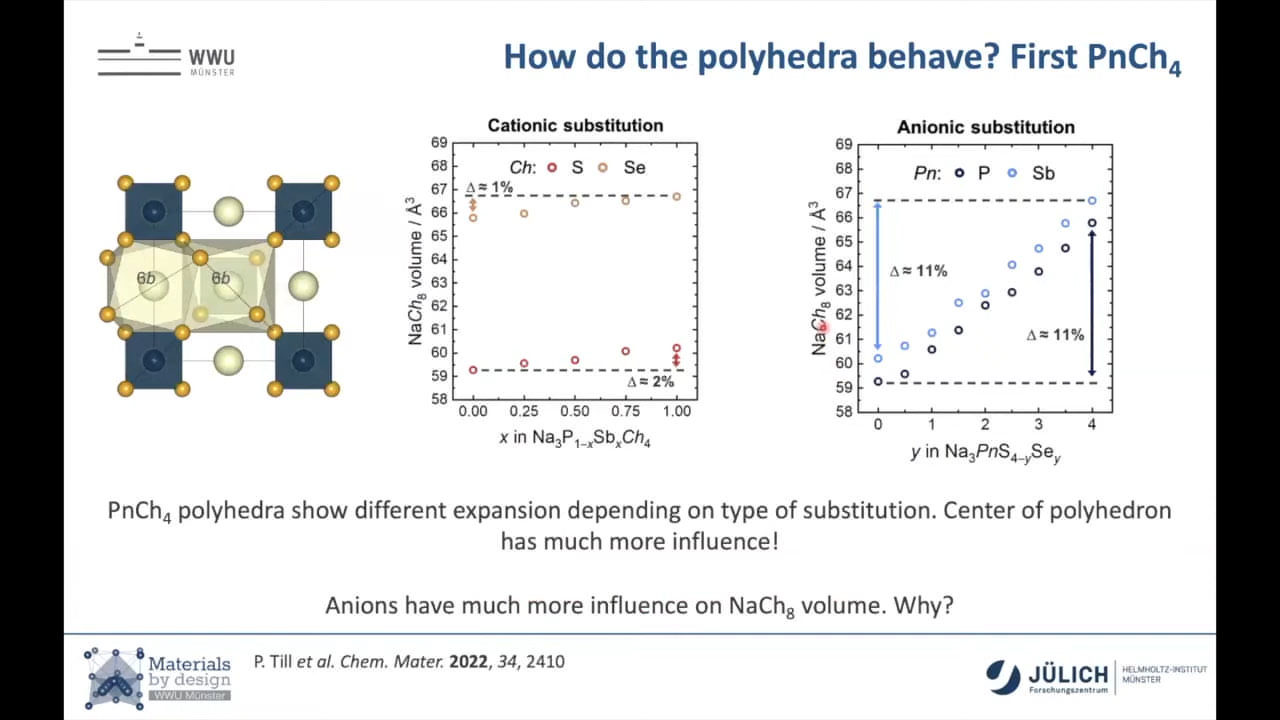 WWU
MÜNSTER
How do the polyhedra behave? First PnCh₄
6b
6b
Cationic substitution
69
68
67
66
65
64
63
62
61
60
59
58
NaCh₈ volume / Å³
Ch: S Se
Δ ≈ 1%
Δ ≈ 2%
0.00 0.25 0.50 0.75 1.00
x in Na₃P₁₋ₓSbₓCh₄
Anionic substitution
69
68
67
66
65
64
63
62
61
60
59
58
NaCh₈ volume / Å³
Pn: P Sb
Δ ≈ 11%
Δ ≈ 11%
0 1 2 3 4
y in Na₃PnS₄₋ySey
PnCh₄ polyhedra show different expansion depending on type of substitution. Center of polyhedron
has much more influence!
Anions have much more influence on NaCh₈ volume. Why?
Materials
by design
WWU Münster
P. Till et al. Chem. Mater. 2022, 34, 2410
JÜLICH
Forschungszentrum
HELMHOLTZ-INSTITUT
MÜNSTER